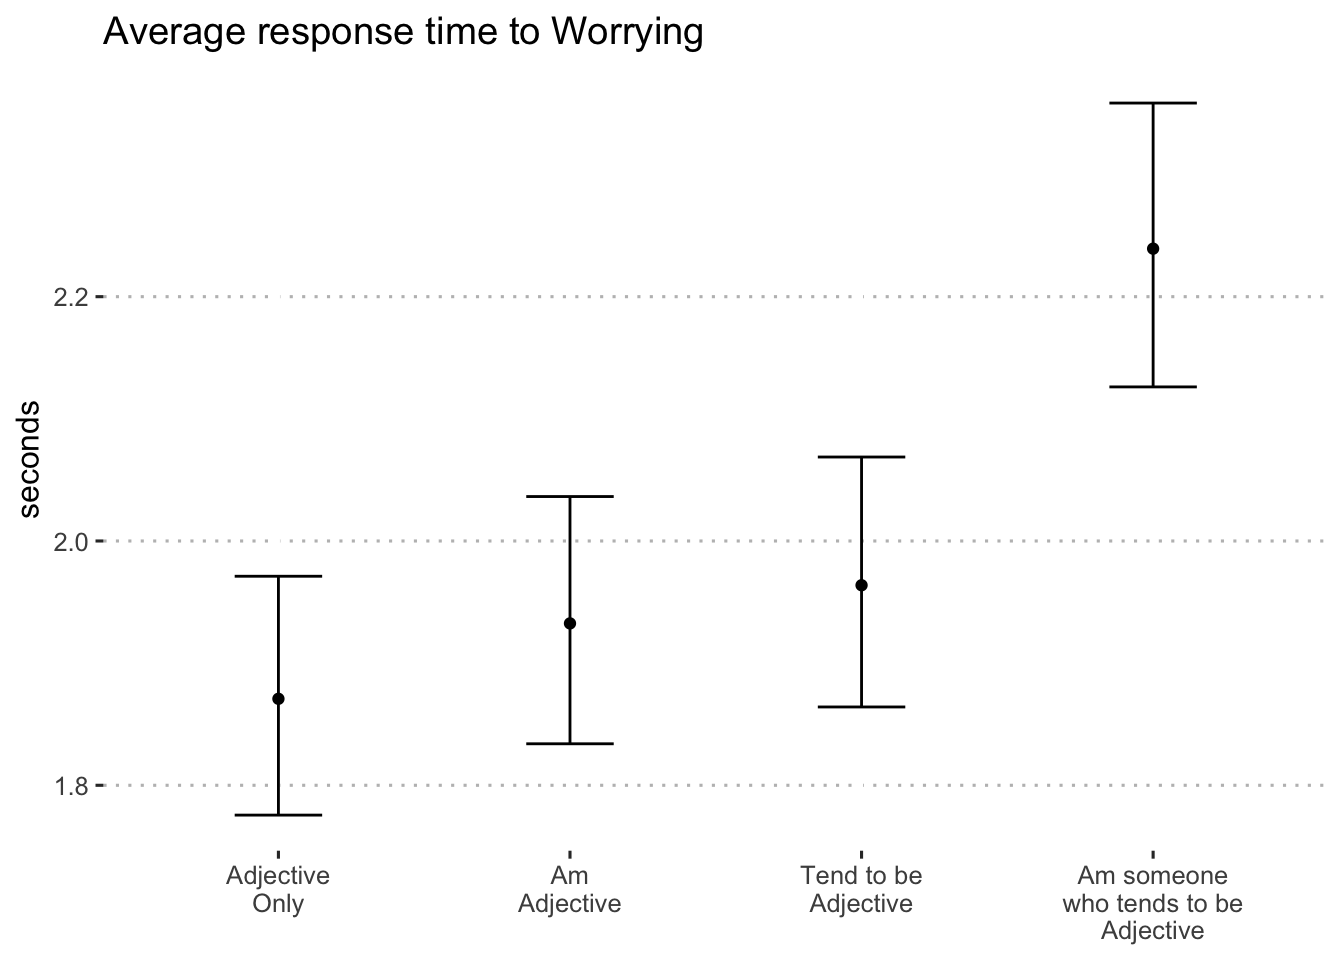 Average response time to Worrying
seconds
2.2
2.0
1.8
Adjective
Only
Am
Adjective
Tend to be
Adjective
Am someone
who tends to be
Adjective